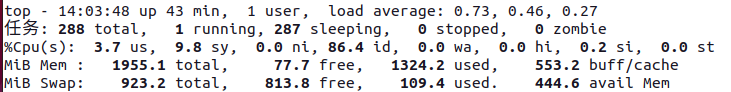 top - 14:03:48 up 43 min,  1 user,  load average: 0.73, 0.46, 0.27
任务: 288 total,   1 running, 287 sleeping,   0 stopped,   0 zombie
%Cpu(s):  3.7 us,  9.8 sy,  0.0 ni, 86.4 id,  0.0 wa,  0.0 hi,  0.2 si,  0.0 st
MiB Mem :   1955.1 total,     77.7 free,   1324.2 used,    553.2 buff/cache
MiB Swap:    923.2 total,    813.8 free,    109.4 used.    444.6 avail Mem